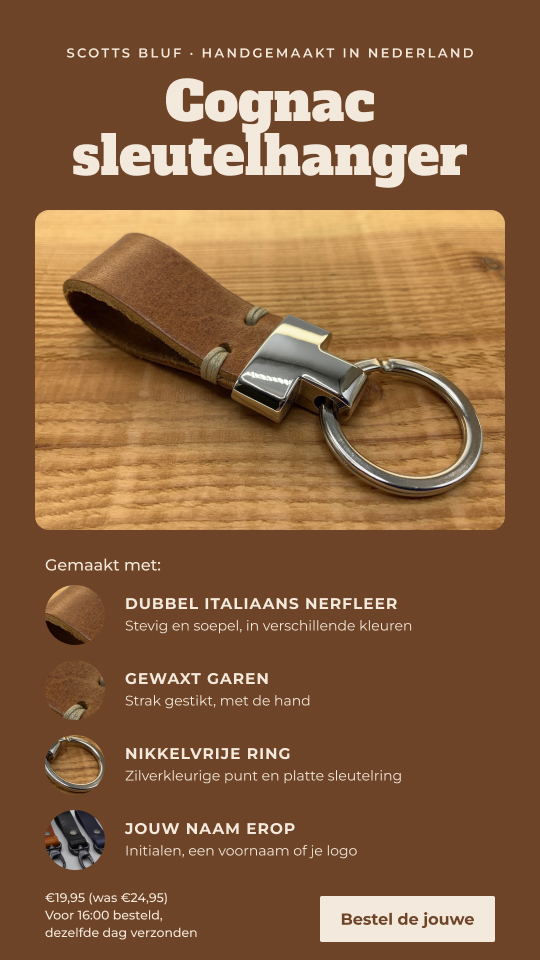 SCOTTS BLUF · HANDGEMAAKT IN NEDERLAND
Cognac
sleutelhanger
Gemaakt met:
DUBBEL ITALIAANS NERFLEER
Stevig en soepel, in verschillende kleuren
GEWAXT GAREN
Strak gestikt, met de hand
NIKKELVRIJE RING
Zilverkleurige punt en platte sleutelring
JOUW NAAM EROP
Initialen, een voornaam of je logo
€19,95 (was €24,95)
Voor 16:00 besteld,
dezelfde dag verzonden
Bestel de jouwe